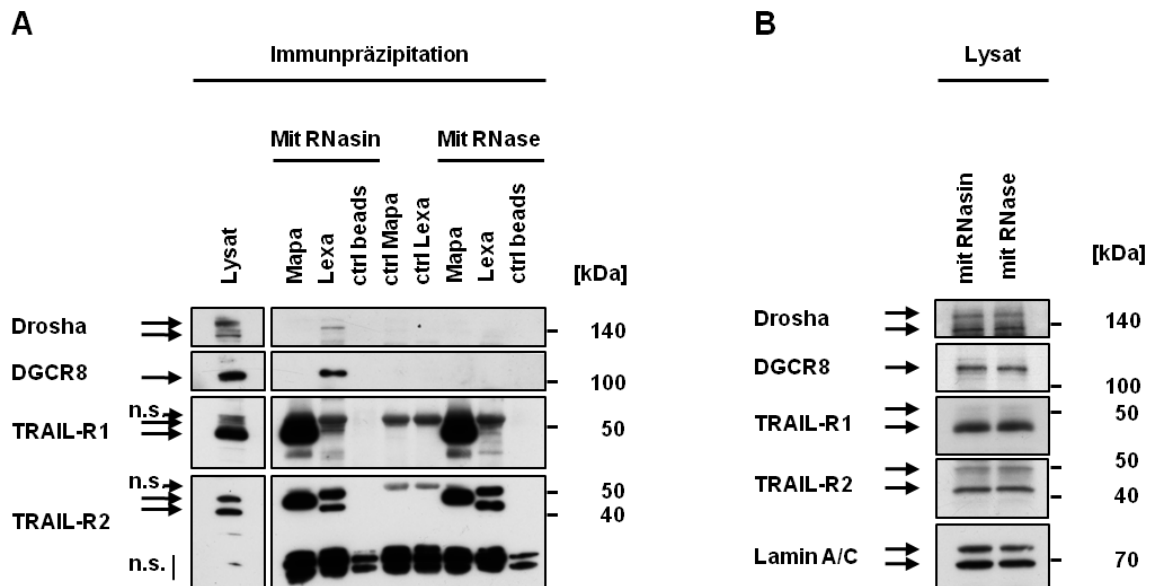 A
Immunpräzipitation
Mit RNasin
Mit RNase
Lysat
Mapa
Lexa
ctrl beads
ctrl Mapa
ctrl Lexa
Mapa
Lexa
ctrl beads
[kDa]
Drosha
140
DGCR8
100
n.s.
TRAIL-R1
50
n.s.
50
40
TRAIL-R2
n.s.
B
Lysat
mit RNasin
mit RNase
[kDa]
Drosha
140
DGCR8
100
50
TRAIL-R1
50
TRAIL-R2
40
Lamin A/C
70